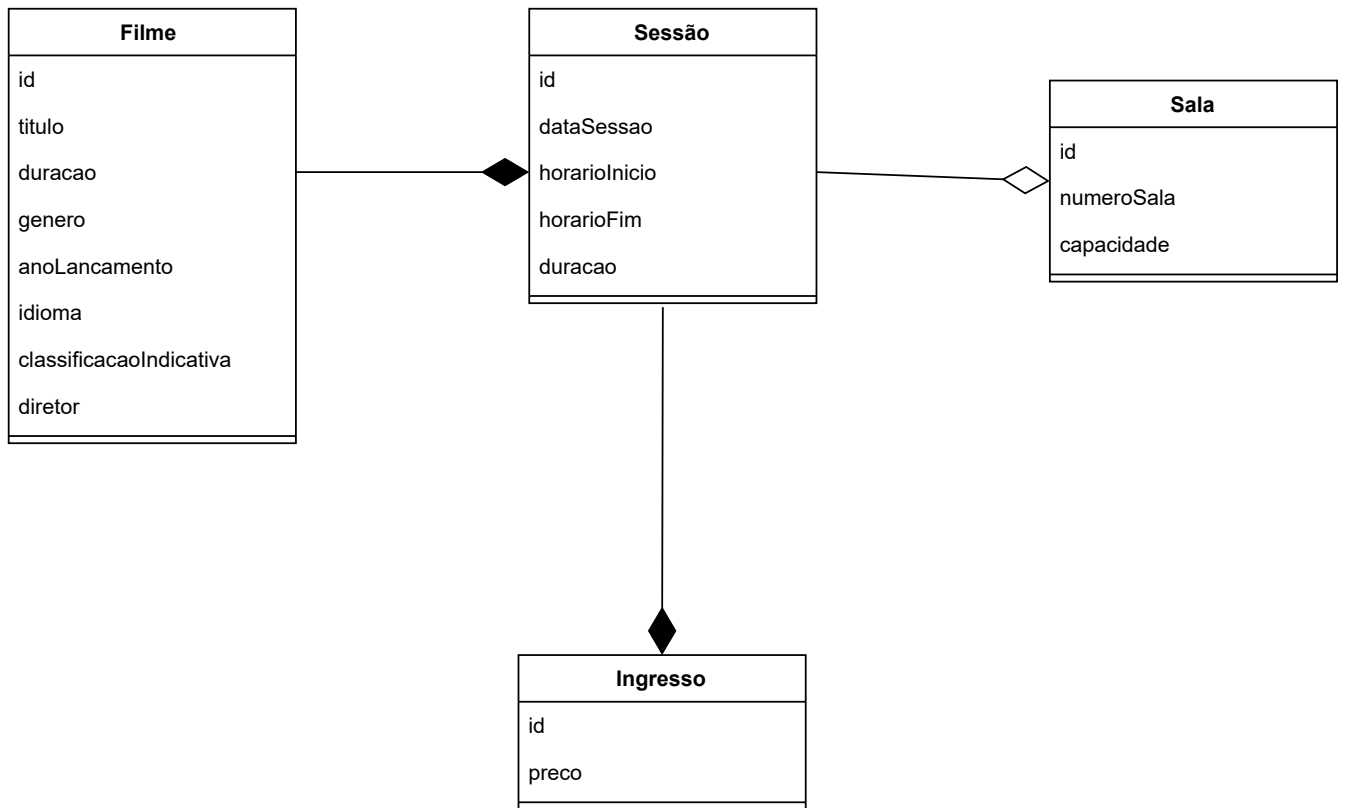 Filme
id
titulo
duracao
genero
anoLancamento
idioma
classificacaoIndicativa
diretor
Sessão
id
dataSessao
horarioInicio
horarioFim
duracao
Sala
id
numeroSala
capacidade
Ingresso
id
preco